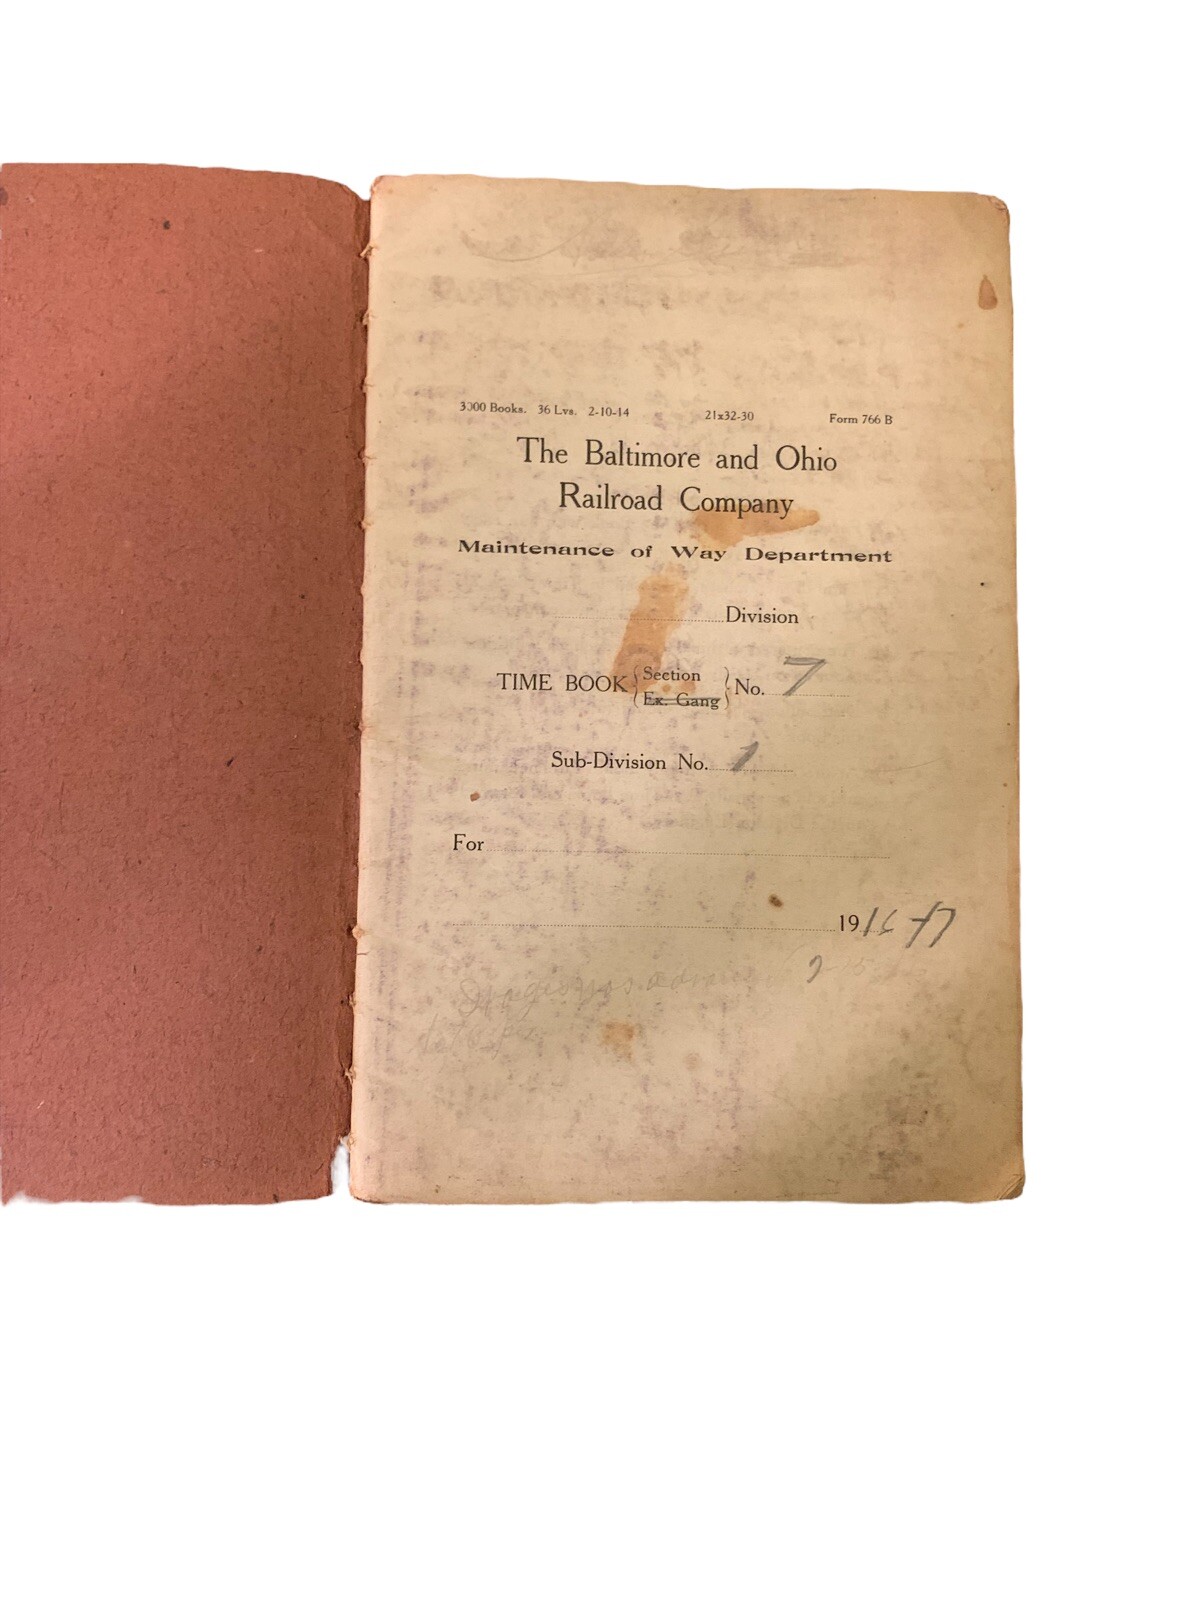 3000 Books. 36 Lvs. 2-10-14 21x32-30 Form 766 B
The Baltimore and Ohio
Railroad Company
Maintenance of Way Department
Division
TIME BOOK { Section
Ex. Gang } No. 7
Sub-Division No. 1
For
1916-17